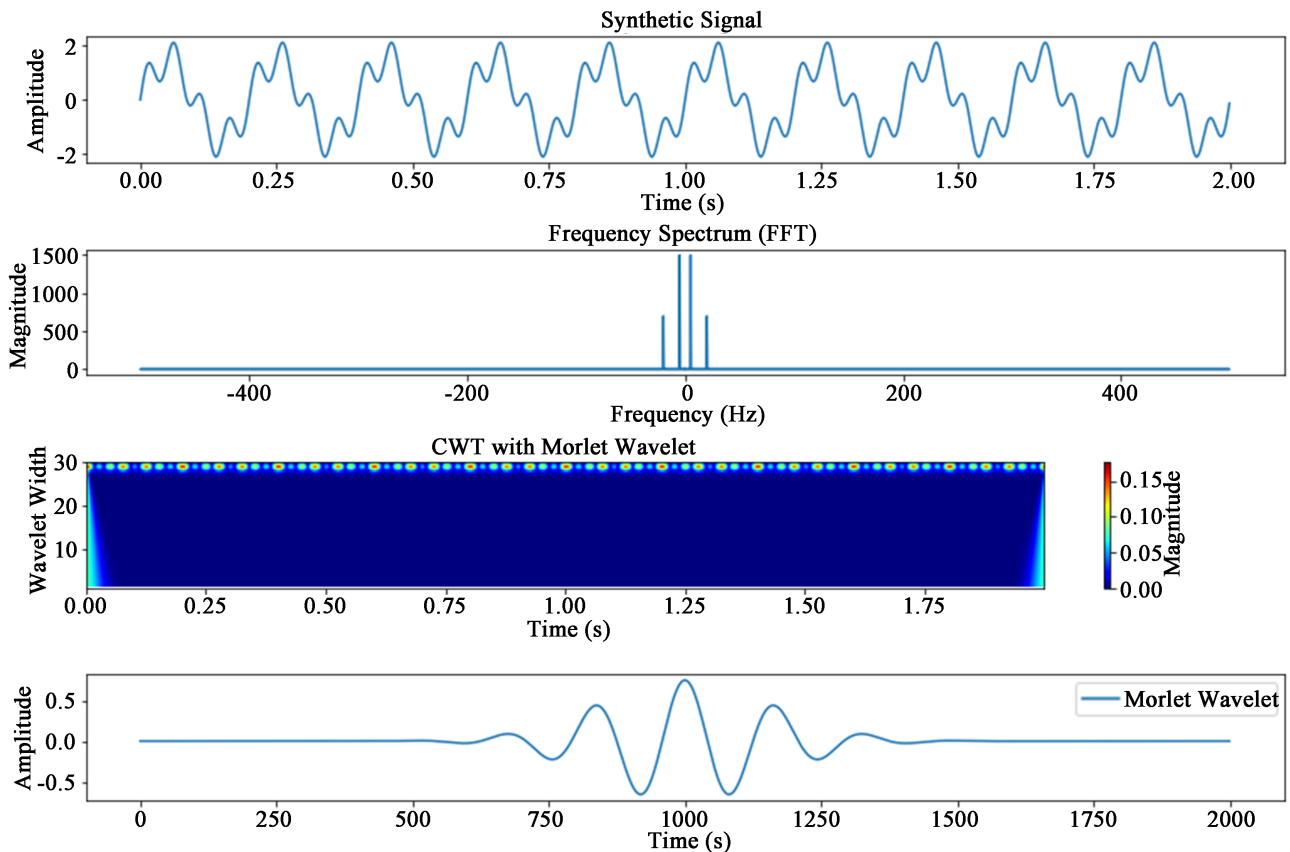 Synthetic Signal
2
0
-2
Amplitude
0.00 0.25 0.50 0.75 1.00 1.25 1.50 1.75 2.00
Time (s)
Frequency Spectrum (FFT)
1500
1000
500
0
Magnitude
-400 -200 0 200 400
Frequency (Hz)
CWT with Morlet Wavelet
30
20
10
Wavelet Width
0.00 0.25 0.50 0.75 1.00 1.25 1.50 1.75
Time (s)
0.15
0.10
0.05
0.00
Magnitude
0.5
0.0
-0.5
Amplitude
Morlet Wavelet
0 250 500 750 1000 1250 1500 1750 2000
Time (s)